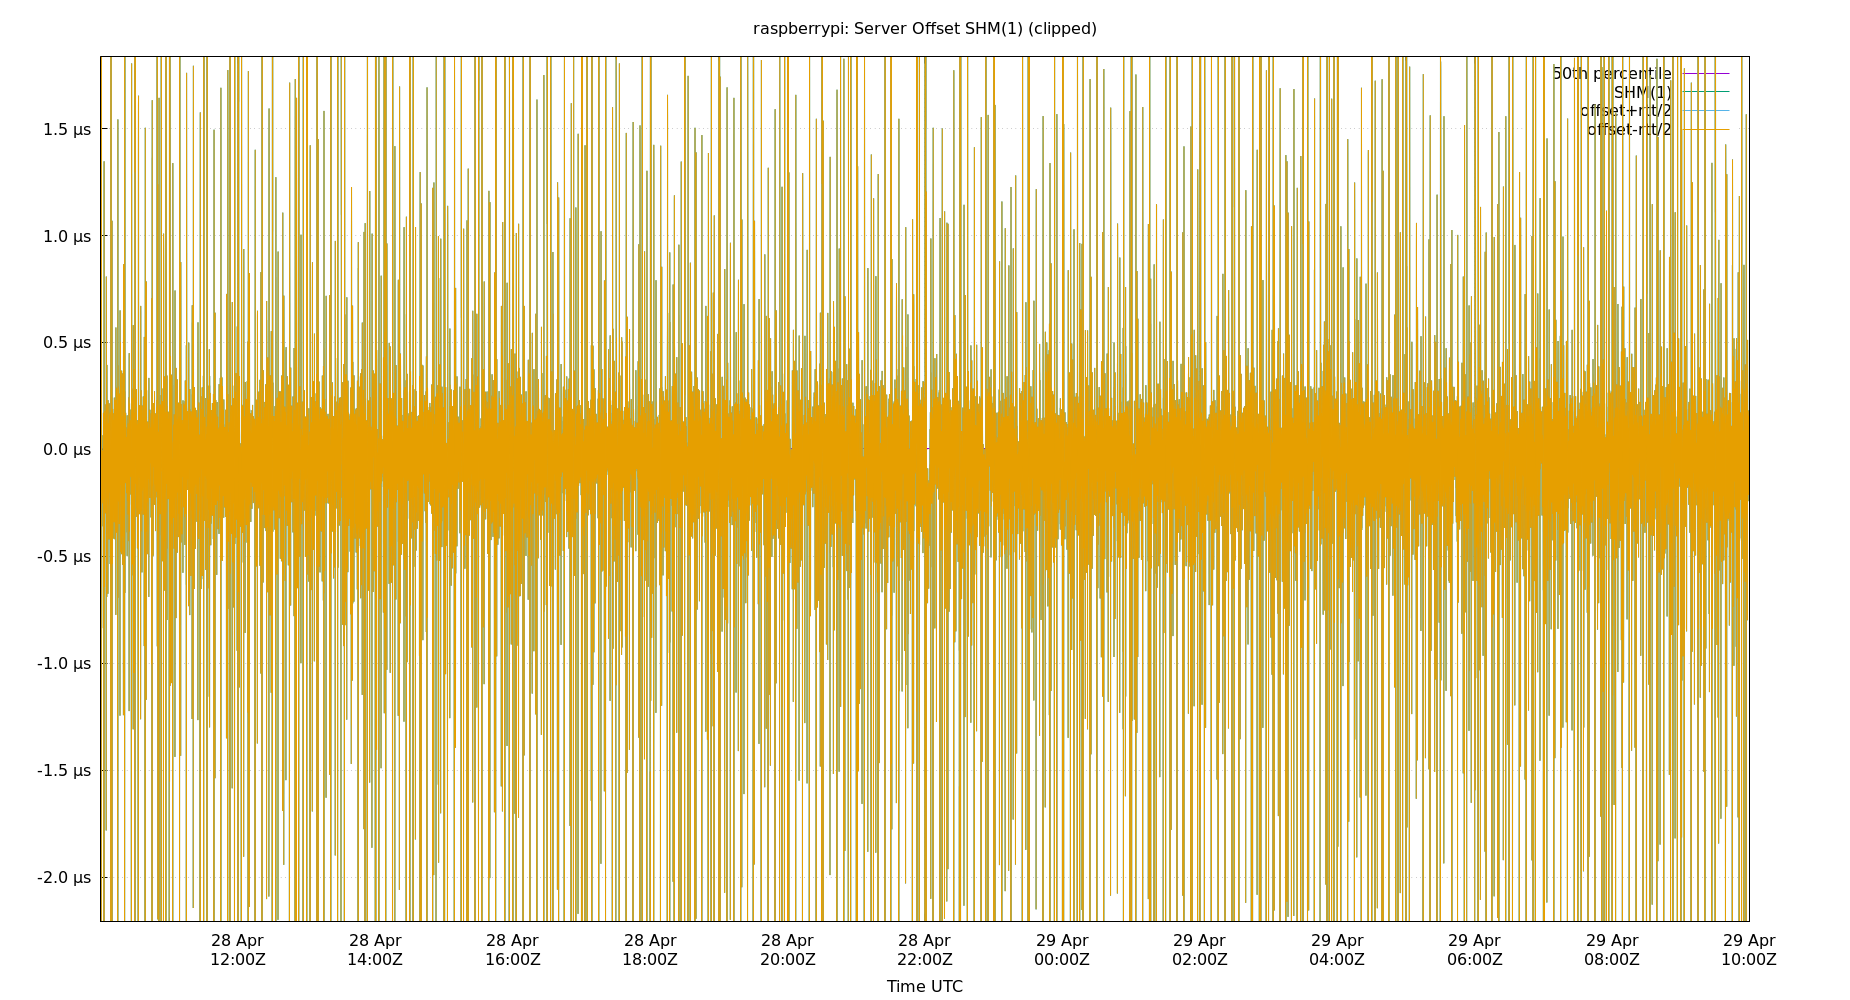 raspberrypi: Server Offset SHM(1) (clipped)
50th percentile
SHM(1)
offset+rtt/2
offset-rtt/2
1.5 µs
1.0 µs
0.5 µs
0.0 µs
-0.5 µs
-1.0 µs
-1.5 µs
-2.0 µs
28 Apr 28 Apr 28 Apr 28 Apr 28 Apr 28 Apr 29 Apr 29 Apr 29 Apr 29 Apr 29 Apr 29 Apr
12:00Z 14:00Z 16:00Z 18:00Z 20:00Z 22:00Z 00:00Z 02:00Z 04:00Z 06:00Z 08:00Z 10:00Z
Time UTC